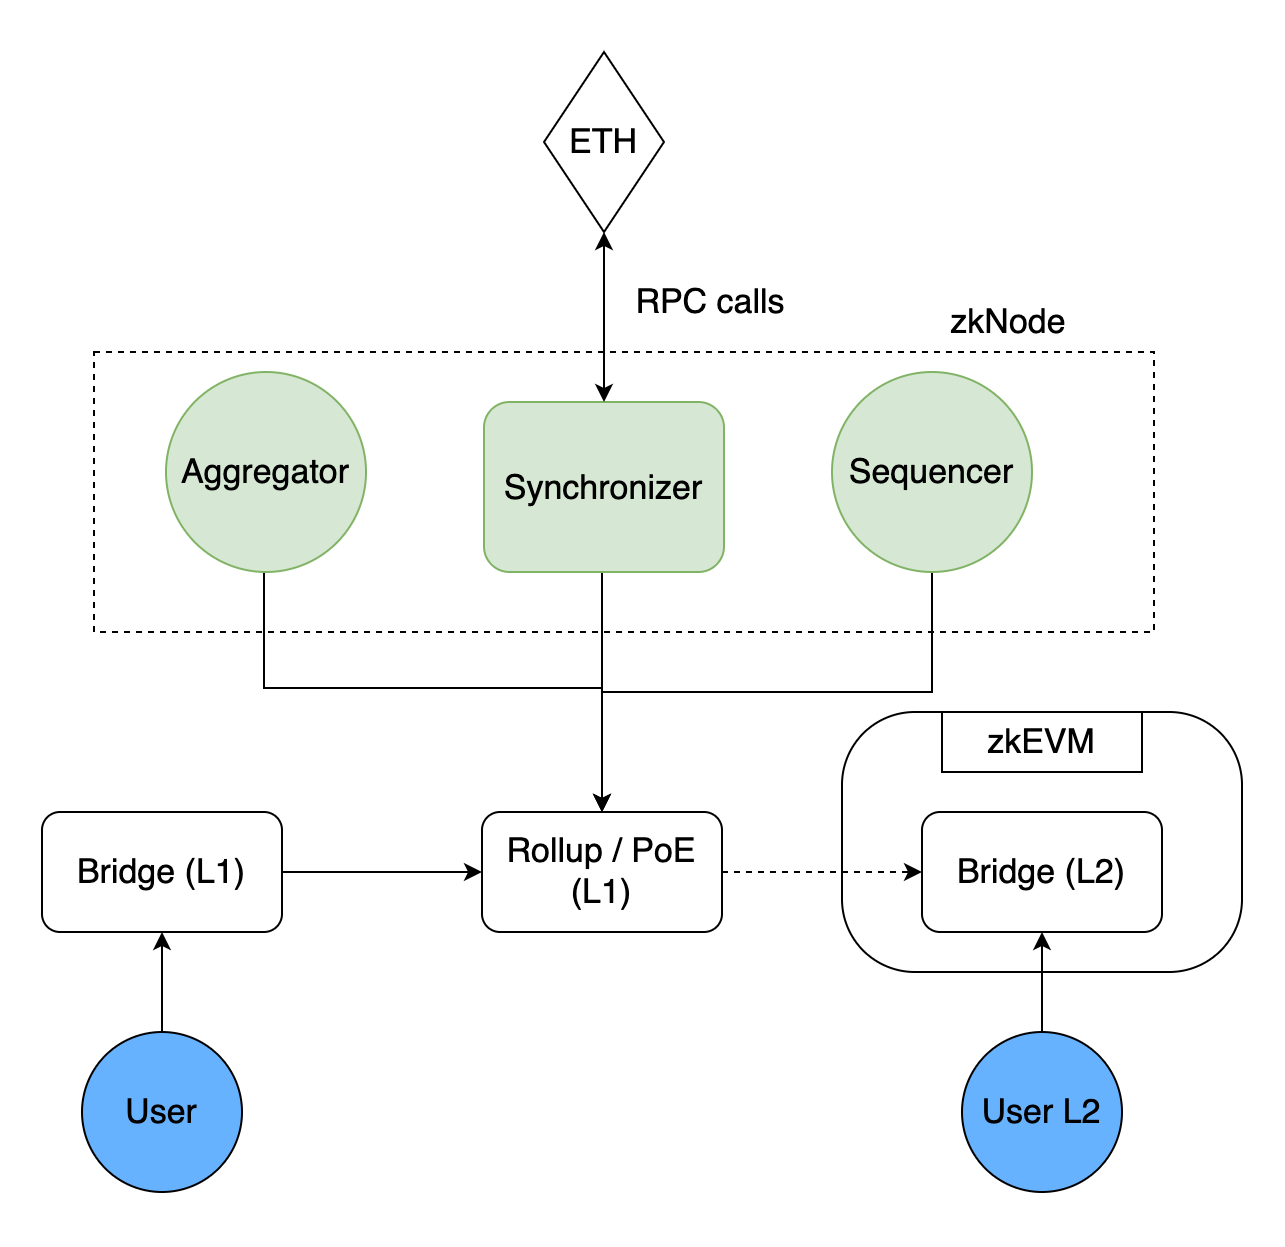 ETH
RPC calls
zkNode
Aggregator
Synchronizer
Sequencer
zkEVM
Bridge (L1)
Rollup / PoE
(L1)
Bridge (L2)
User
User L2